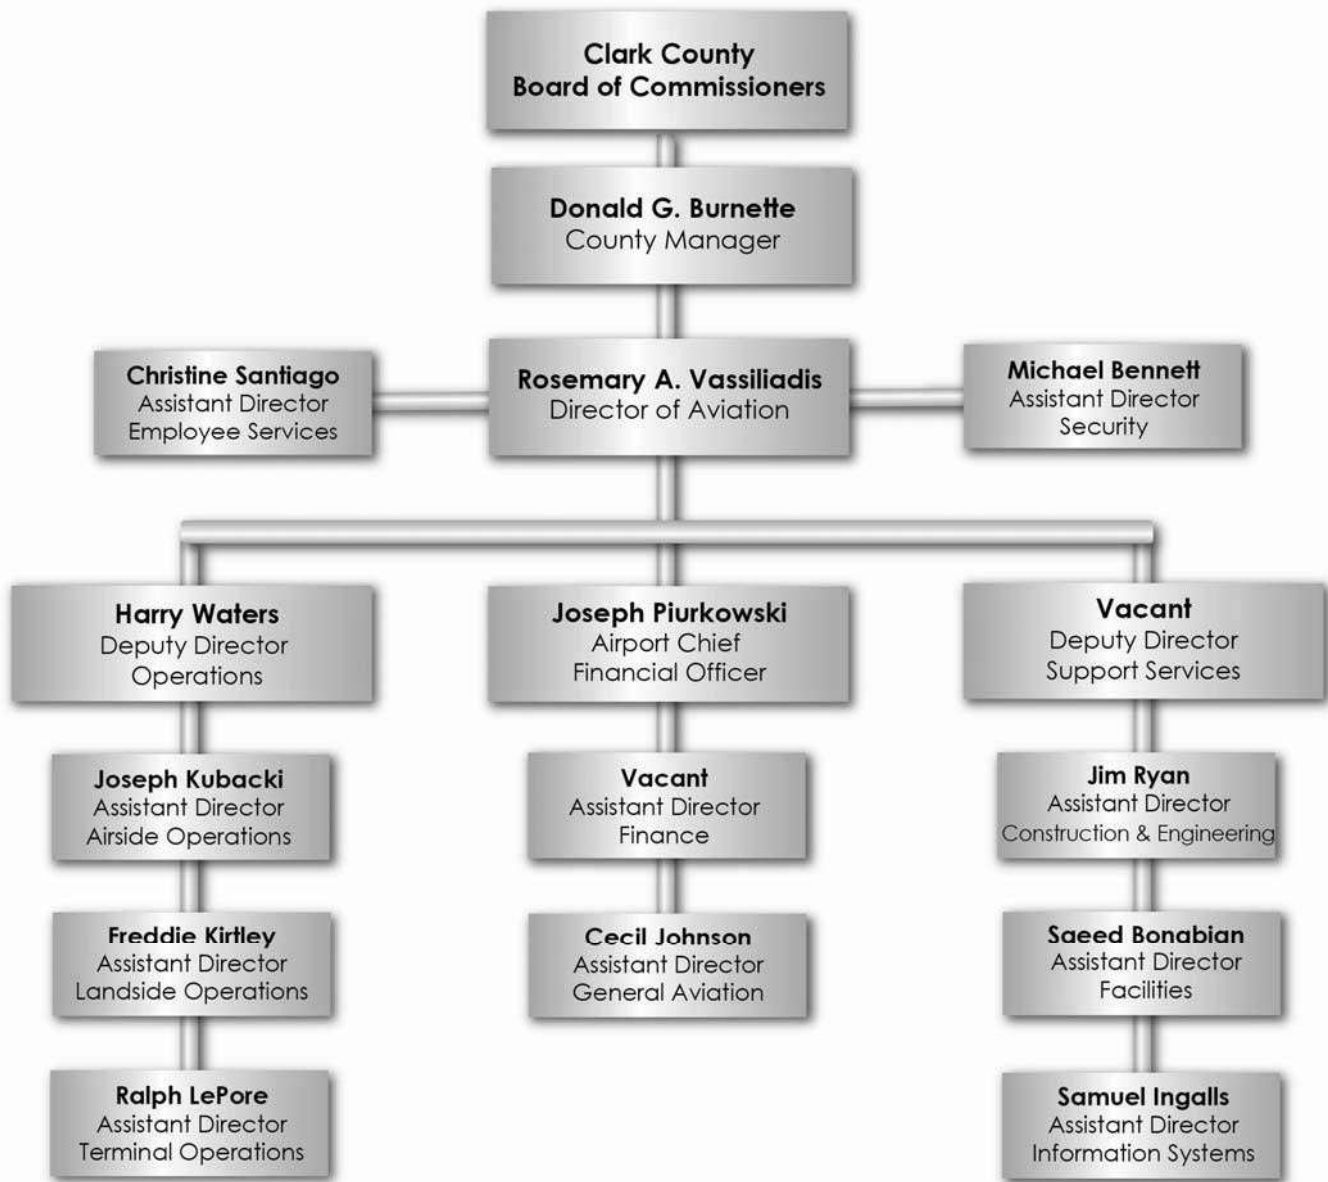 Clark County
Board of Commissioners
Donald G. Burnette
County Manager
Christine Santiago
Assistant Director
Employee Services
Rosemary A. Vassiliadis
Director of Aviation
Michael Bennett
Assistant Director
Security
Harry Waters
Deputy Director
Operations
Joseph Piurkowski
Airport Chief
Financial Officer
Vacant
Deputy Director
Support Services
Joseph Kubacki
Assistant Director
Airside Operations
Vacant
Assistant Director
Finance
Jim Ryan
Assistant Director
Construction & Engineering
Freddie Kirtley
Assistant Director
Landside Operations
Cecil Johnson
Assistant Director
General Aviation
Saeed Bonabian
Assistant Director
Facilities
Ralph LePore
Assistant Director
Terminal Operations
Samuel Ingalls
Assistant Director
Information Systems